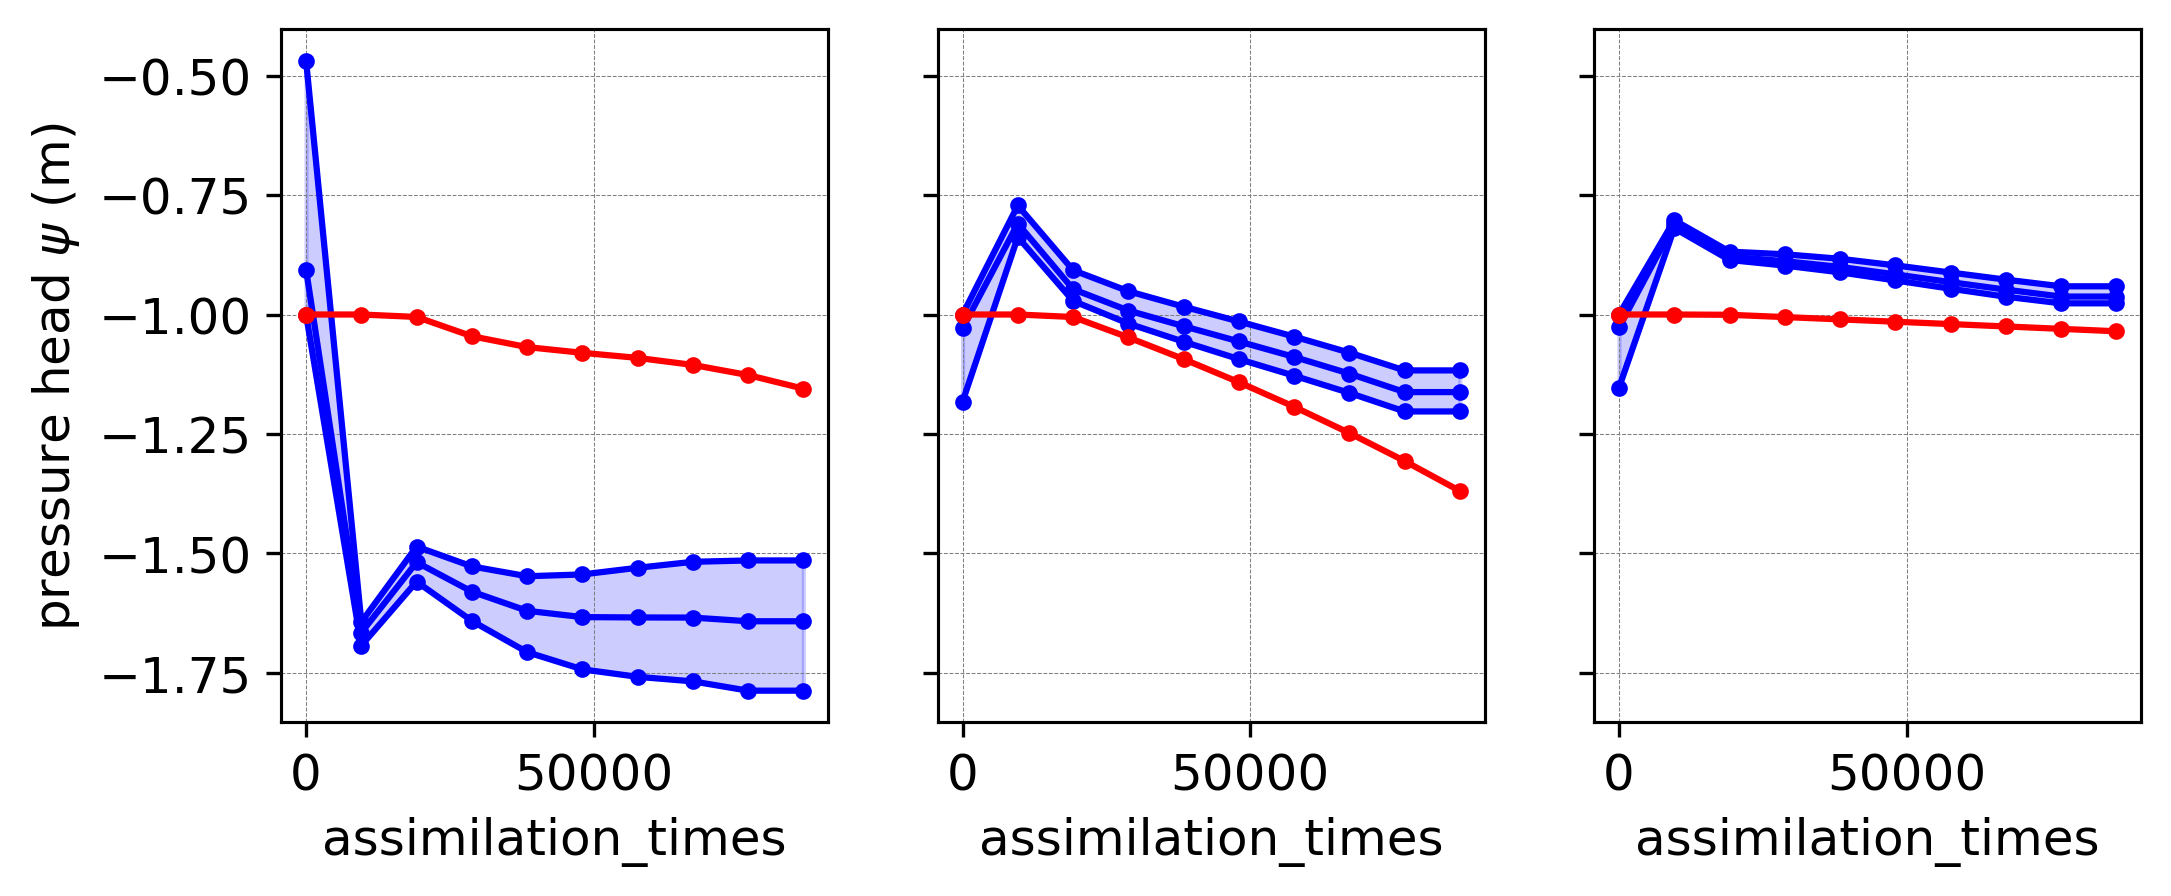 pressure head ψ (m)
−0.50
−0.75
−1.00
−1.25
−1.50
−1.75
0 50000
0 50000
0 50000
assimilation_times
assimilation_times
assimilation_times